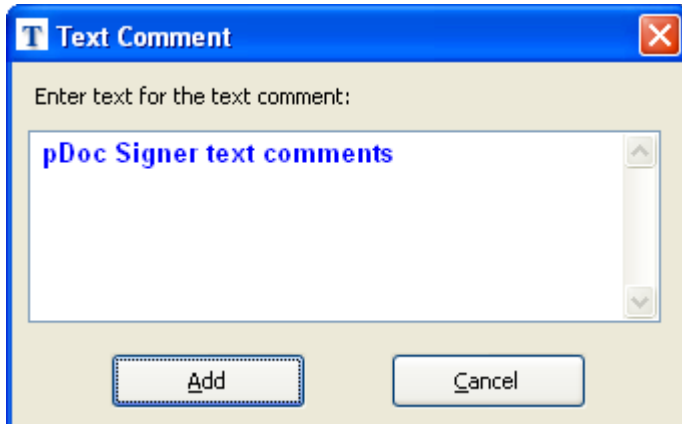 T Text Comment
Enter text for the text comment:
pDoc Signer text comments
Add Cancel